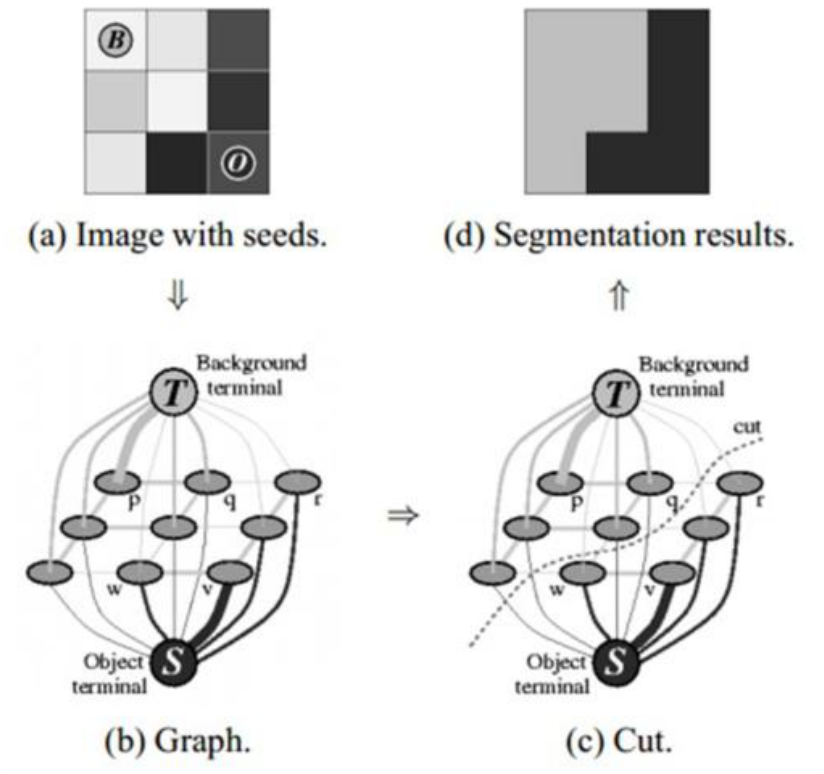 B
O
(a) Image with seeds.
(d) Segmentation results.
⇓
⇑
Background
terminal
T
p
q
r
w
v
S
Object
terminal
(b) Graph.
⇒
Background
terminal
T
cut
p
q
r
w
v
S
Object
terminal
(c) Cut.